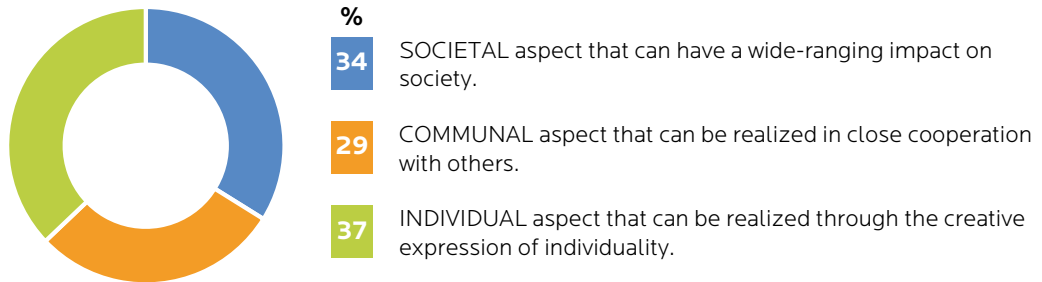 %
34 SOCIETAL aspect that can have a wide-ranging impact on
society.
29 COMMUNAL aspect that can be realized in close cooperation
with others.
37 INDIVIDUAL aspect that can be realized through the creative
expression of individuality.